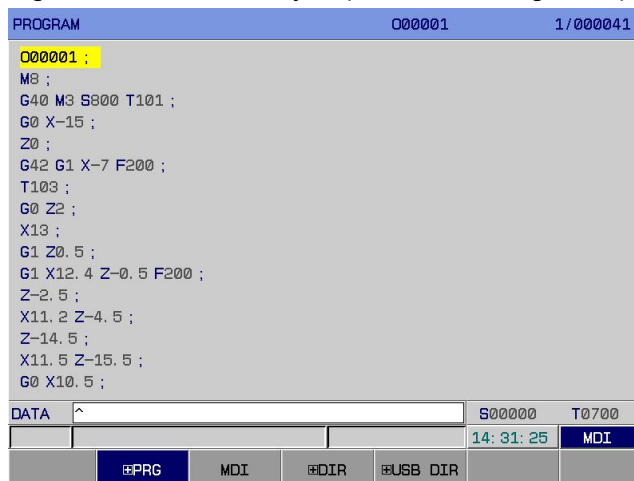 PROGRAM O00001 1/000041
O00001 ;
M8 ;
G40 M3 S800 T101 ;
G0 X-15 ;
Z0 ;
G42 G1 X-7 F200 ;
T103 ;
G0 Z2 ;
X13 ;
G1 Z0.5 ;
G1 X12.4 Z-0.5 F200 ;
Z-2.5 ;
X11.2 Z-4.5 ;
Z-14.5 ;
X11.5 Z-15.5 ;
G0 X10.5 ;
DATA ^ S00000 T0700
14:31:25 MDI
⊞PRG MDI ⊞DIR ⊞USB DIR